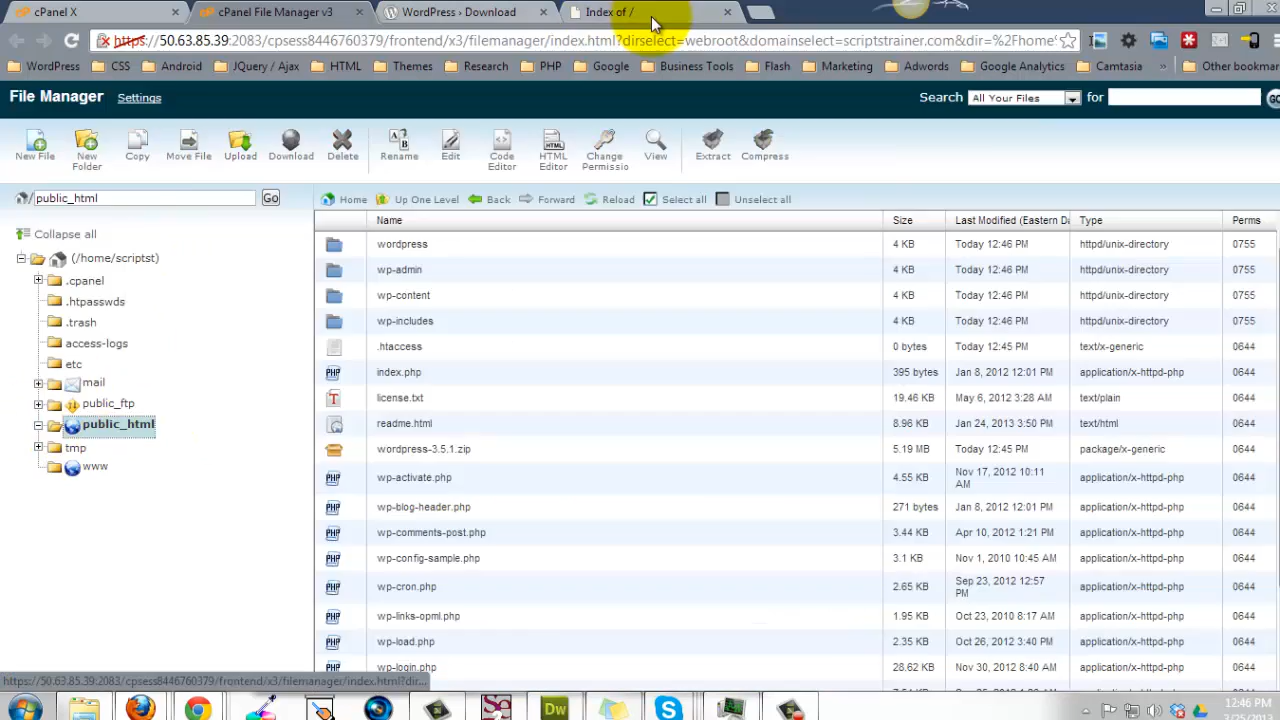 cPanel X
cPanel File Manager v3
WordPress › Download
Index of /
https://50.63.85.39:2083/cpsess8446760379/frontend/x3/filemanager/index.html?dirselect=webroot&domainselect=scriptstrainer.com&dir=%2Fhome%
WordPress CSS Android JQuery / Ajax HTML Themes Research PHP Google Business Tools Flash Marketing Adwords Google Analytics Camtasia » Other bookmar
File Manager Settings
Search All Your Files for
New File
New Folder
Copy
Move File
Upload
Download
Delete
Rename
Edit
Code Editor
HTML Editor
Change Permissio
View
Extract
Compress
/public_html Go
Home Up One Level Back Forward Reload Select all Unselect all
Collapse all
(/home/scriptst)
.cpanel
.htpasswds
.trash
access-logs
etc
mail
public_ftp
public_html
tmp
www
Name Size Last Modified (Eastern Da Type Perms
wordpress 4 KB Today 12:46 PM httpd/unix-directory 0755
wp-admin 4 KB Today 12:46 PM httpd/unix-directory 0755
wp-content 4 KB Today 12:46 PM httpd/unix-directory 0755
wp-includes 4 KB Today 12:46 PM httpd/unix-directory 0755
.htaccess 0 bytes Today 12:45 PM text/x-generic 0644
index.php 395 bytes Jan 8, 2012 12:01 PM application/x-httpd-php 0644
license.txt 19.46 KB May 6, 2012 3:28 AM text/plain 0644
readme.html 8.96 KB Jan 24, 2013 3:50 PM text/html 0644
wordpress-3.5.1.zip 5.19 MB Today 12:45 PM package/x-generic 0644
wp-activate.php 4.55 KB Nov 17, 2012 10:11 AM application/x-httpd-php 0644
wp-blog-header.php 271 bytes Jan 8, 2012 12:01 PM application/x-httpd-php 0644
wp-comments-post.php 3.44 KB Apr 10, 2012 1:21 PM application/x-httpd-php 0644
wp-config-sample.php 3.1 KB Nov 1, 2010 10:45 AM application/x-httpd-php 0644
wp-cron.php 2.65 KB Sep 23, 2012 12:57 PM application/x-httpd-php 0644
wp-links-opml.php 1.95 KB Oct 23, 2010 8:17 AM application/x-httpd-php 0644
wp-load.php 2.35 KB Oct 26, 2012 3:40 PM application/x-httpd-php 0644
wp-login.php 28.62 KB Nov 30, 2012 8:40 AM application/x-httpd-php 0644
https://50.63.85.39:2083/cpsess8446760379/frontend/x3/filemanager/index.html?dir...
12:46 PM